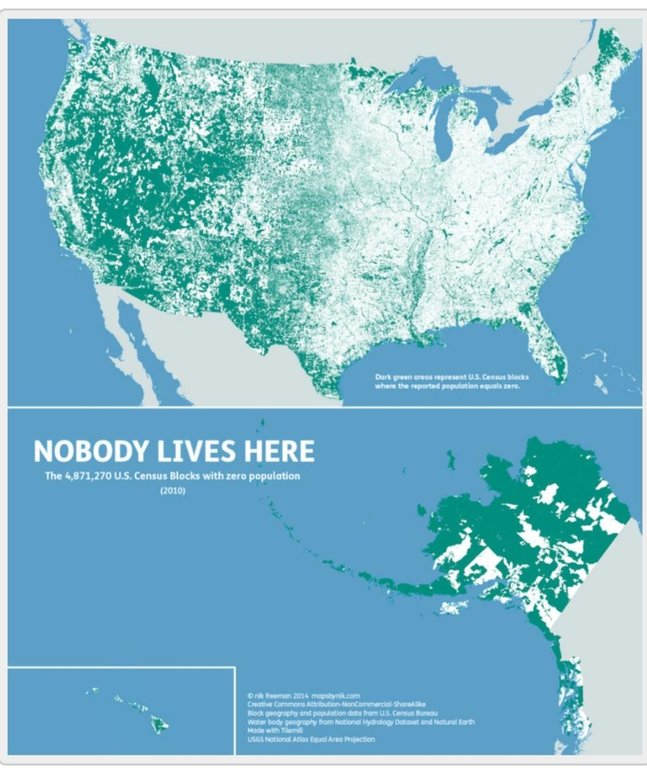 Dark green areas represent U.S. Census blocks
where the reported population equals zero.
NOBODY LIVES HERE
The 4,871,270 U.S. Census Blocks with zero population
(2010)
© nik freeman 2014 mapsbynik.com
Creative Commons Attribution-NonCommercial-ShareAlike
Block geography and population data from U.S. Census Bureau
Water body geography from National Hydrology Dataset and Natural Earth
Made with Tilemill
USGS National Atlas Equal Area Projection